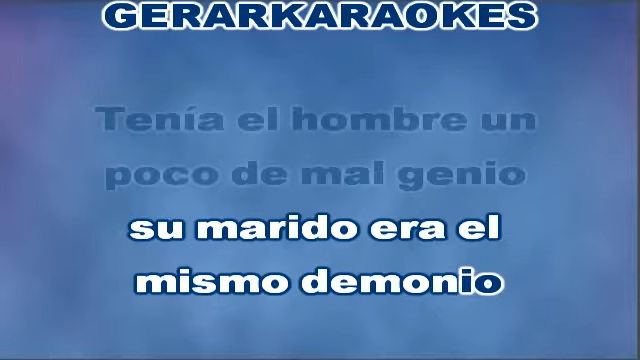 GERARKARAOKES
Tenía el hombre un
poco de mal genio
su marido era el
mismo demonio